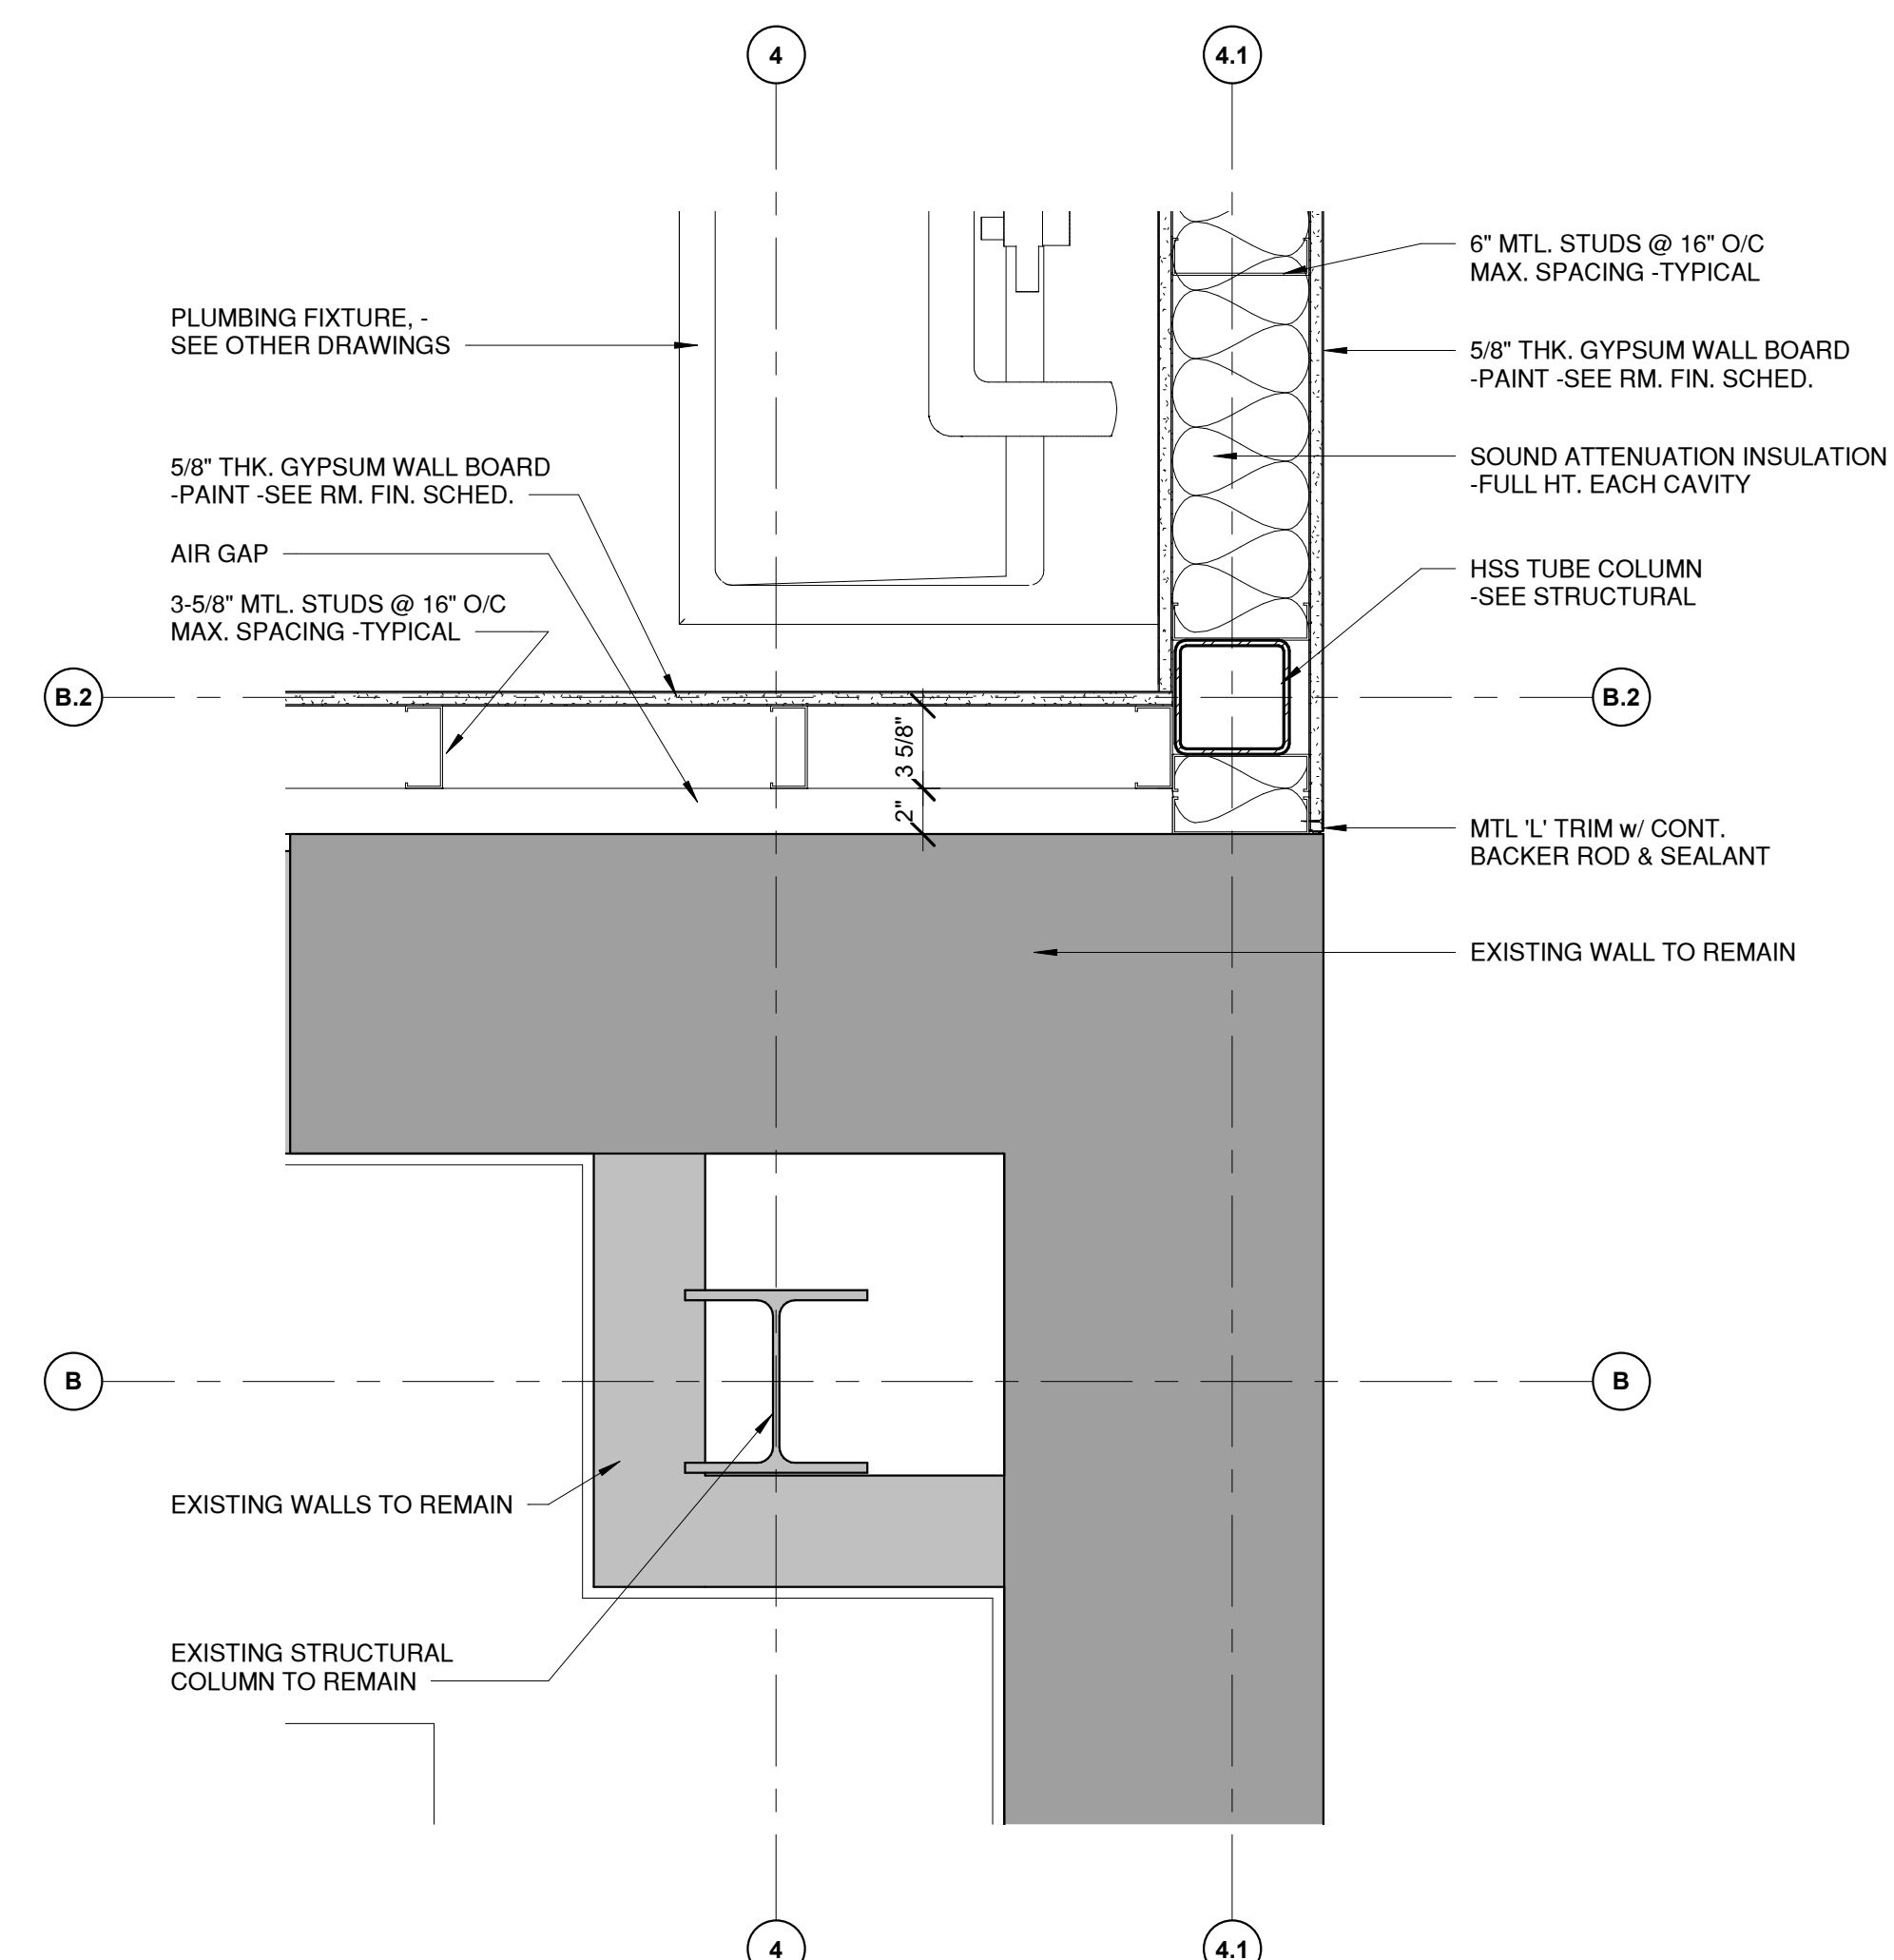 4
4.1
6" MTL. STUDS @ 16" O/C
MAX. SPACING -TYPICAL
PLUMBING FIXTURE, -
SEE OTHER DRAWINGS
5/8" THK. GYPSUM WALL BOARD
-PAINT -SEE RM. FIN. SCHED.
5/8" THK. GYPSUM WALL BOARD
-PAINT -SEE RM. FIN. SCHED.
SOUND ATTENUATION INSULATION
-FULL HT. EACH CAVITY
AIR GAP
HSS TUBE COLUMN
-SEE STRUCTURAL
3-5/8" MTL. STUDS @ 16" O/C
MAX. SPACING -TYPICAL
B.2
B.2
3 5/8"
2"
MTL 'L' TRIM w/ CONT.
BACKER ROD & SEALANT
EXISTING WALL TO REMAIN
B
B
EXISTING WALLS TO REMAIN
EXISTING STRUCTURAL
COLUMN TO REMAIN
4
4.1